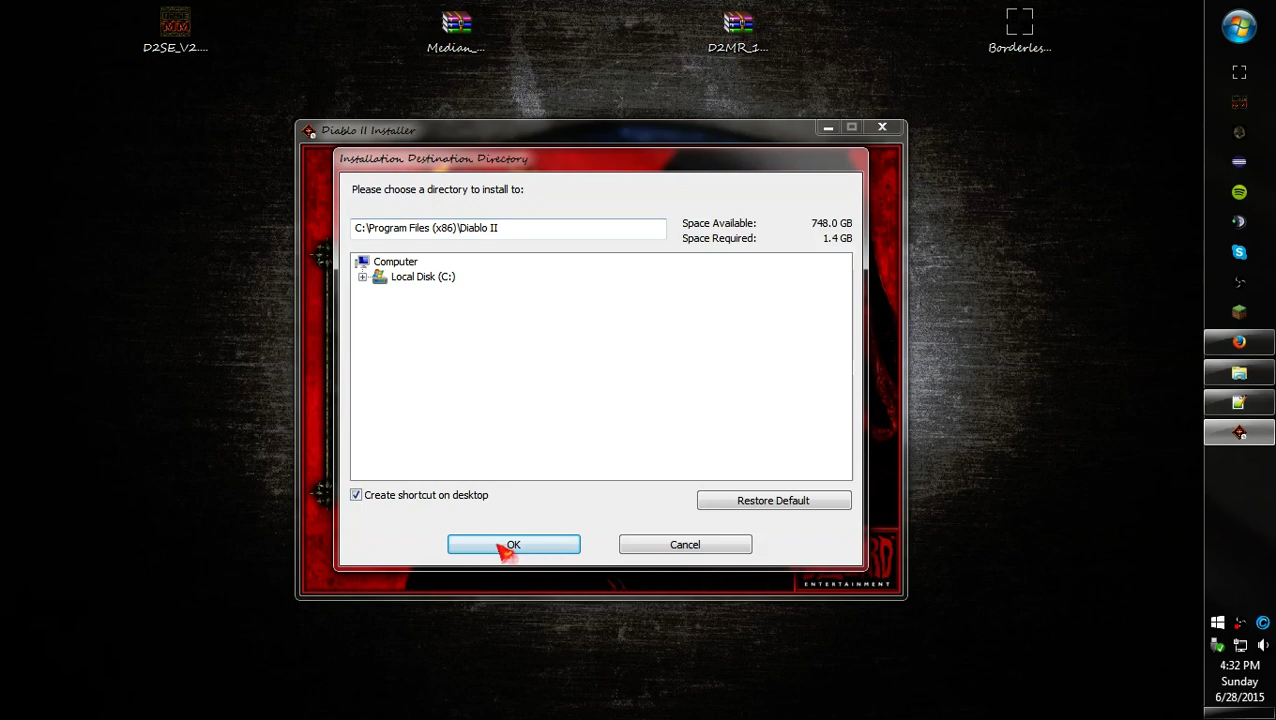 D2SE_V2....
Median_...
D2MR_1...
Borderles...
Diablo II Installer
Installation Destination Directory
Please choose a directory to install to:
C:\Program Files (x86)\Diablo II
Space Available: 748.0 GB
Space Required: 1.4 GB
Computer
Local Disk (C:)
Create shortcut on desktop
Restore Default
OK
Cancel
ENTERTAINMENT
4:32 PM
Sunday
6/28/2015